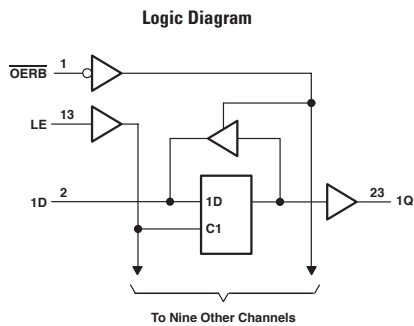 Logic Diagram
OERB 1
LE 13
1D 2
1D
C1
23 1Q
To Nine Other Channels